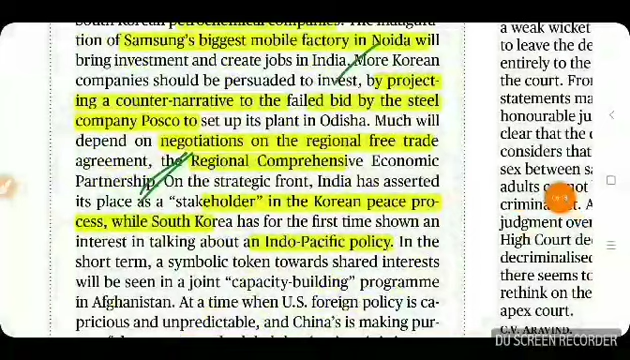 South Korean petrochemical companies. The inaugura-
tion of Samsung's biggest mobile factory in Noida will
bring investment and create jobs in India. More Korean
companies should be persuaded to invest, by project-
ing a counter-narrative to the failed bid by the steel
company Posco to set up its plant in Odisha. Much will
depend on negotiations on the regional free trade
agreement, the Regional Comprehensive Economic
Partnership. On the strategic front, India has asserted
its place as a “stakeholder” in the Korean peace pro-
cess, while South Korea has for the first time shown an
interest in talking about an Indo-Pacific policy. In the
short term, a symbolic token towards shared interests
will be seen in a joint “capacity-building” programme
in Afghanistan. At a time when U.S. foreign policy is ca-
pricious and unpredictable, and China's is making pur-
a weak wicket
to leave the de
entirely to the
the court. Fro
statements ma
honourable ju
clear that the
considers that
sex between sa
adults not
crimina
judgment over
High Court de
decriminalise
there seems to
rethink on the
apex court.
C.V. ARAVIND,
DU SCREEN RECORDER